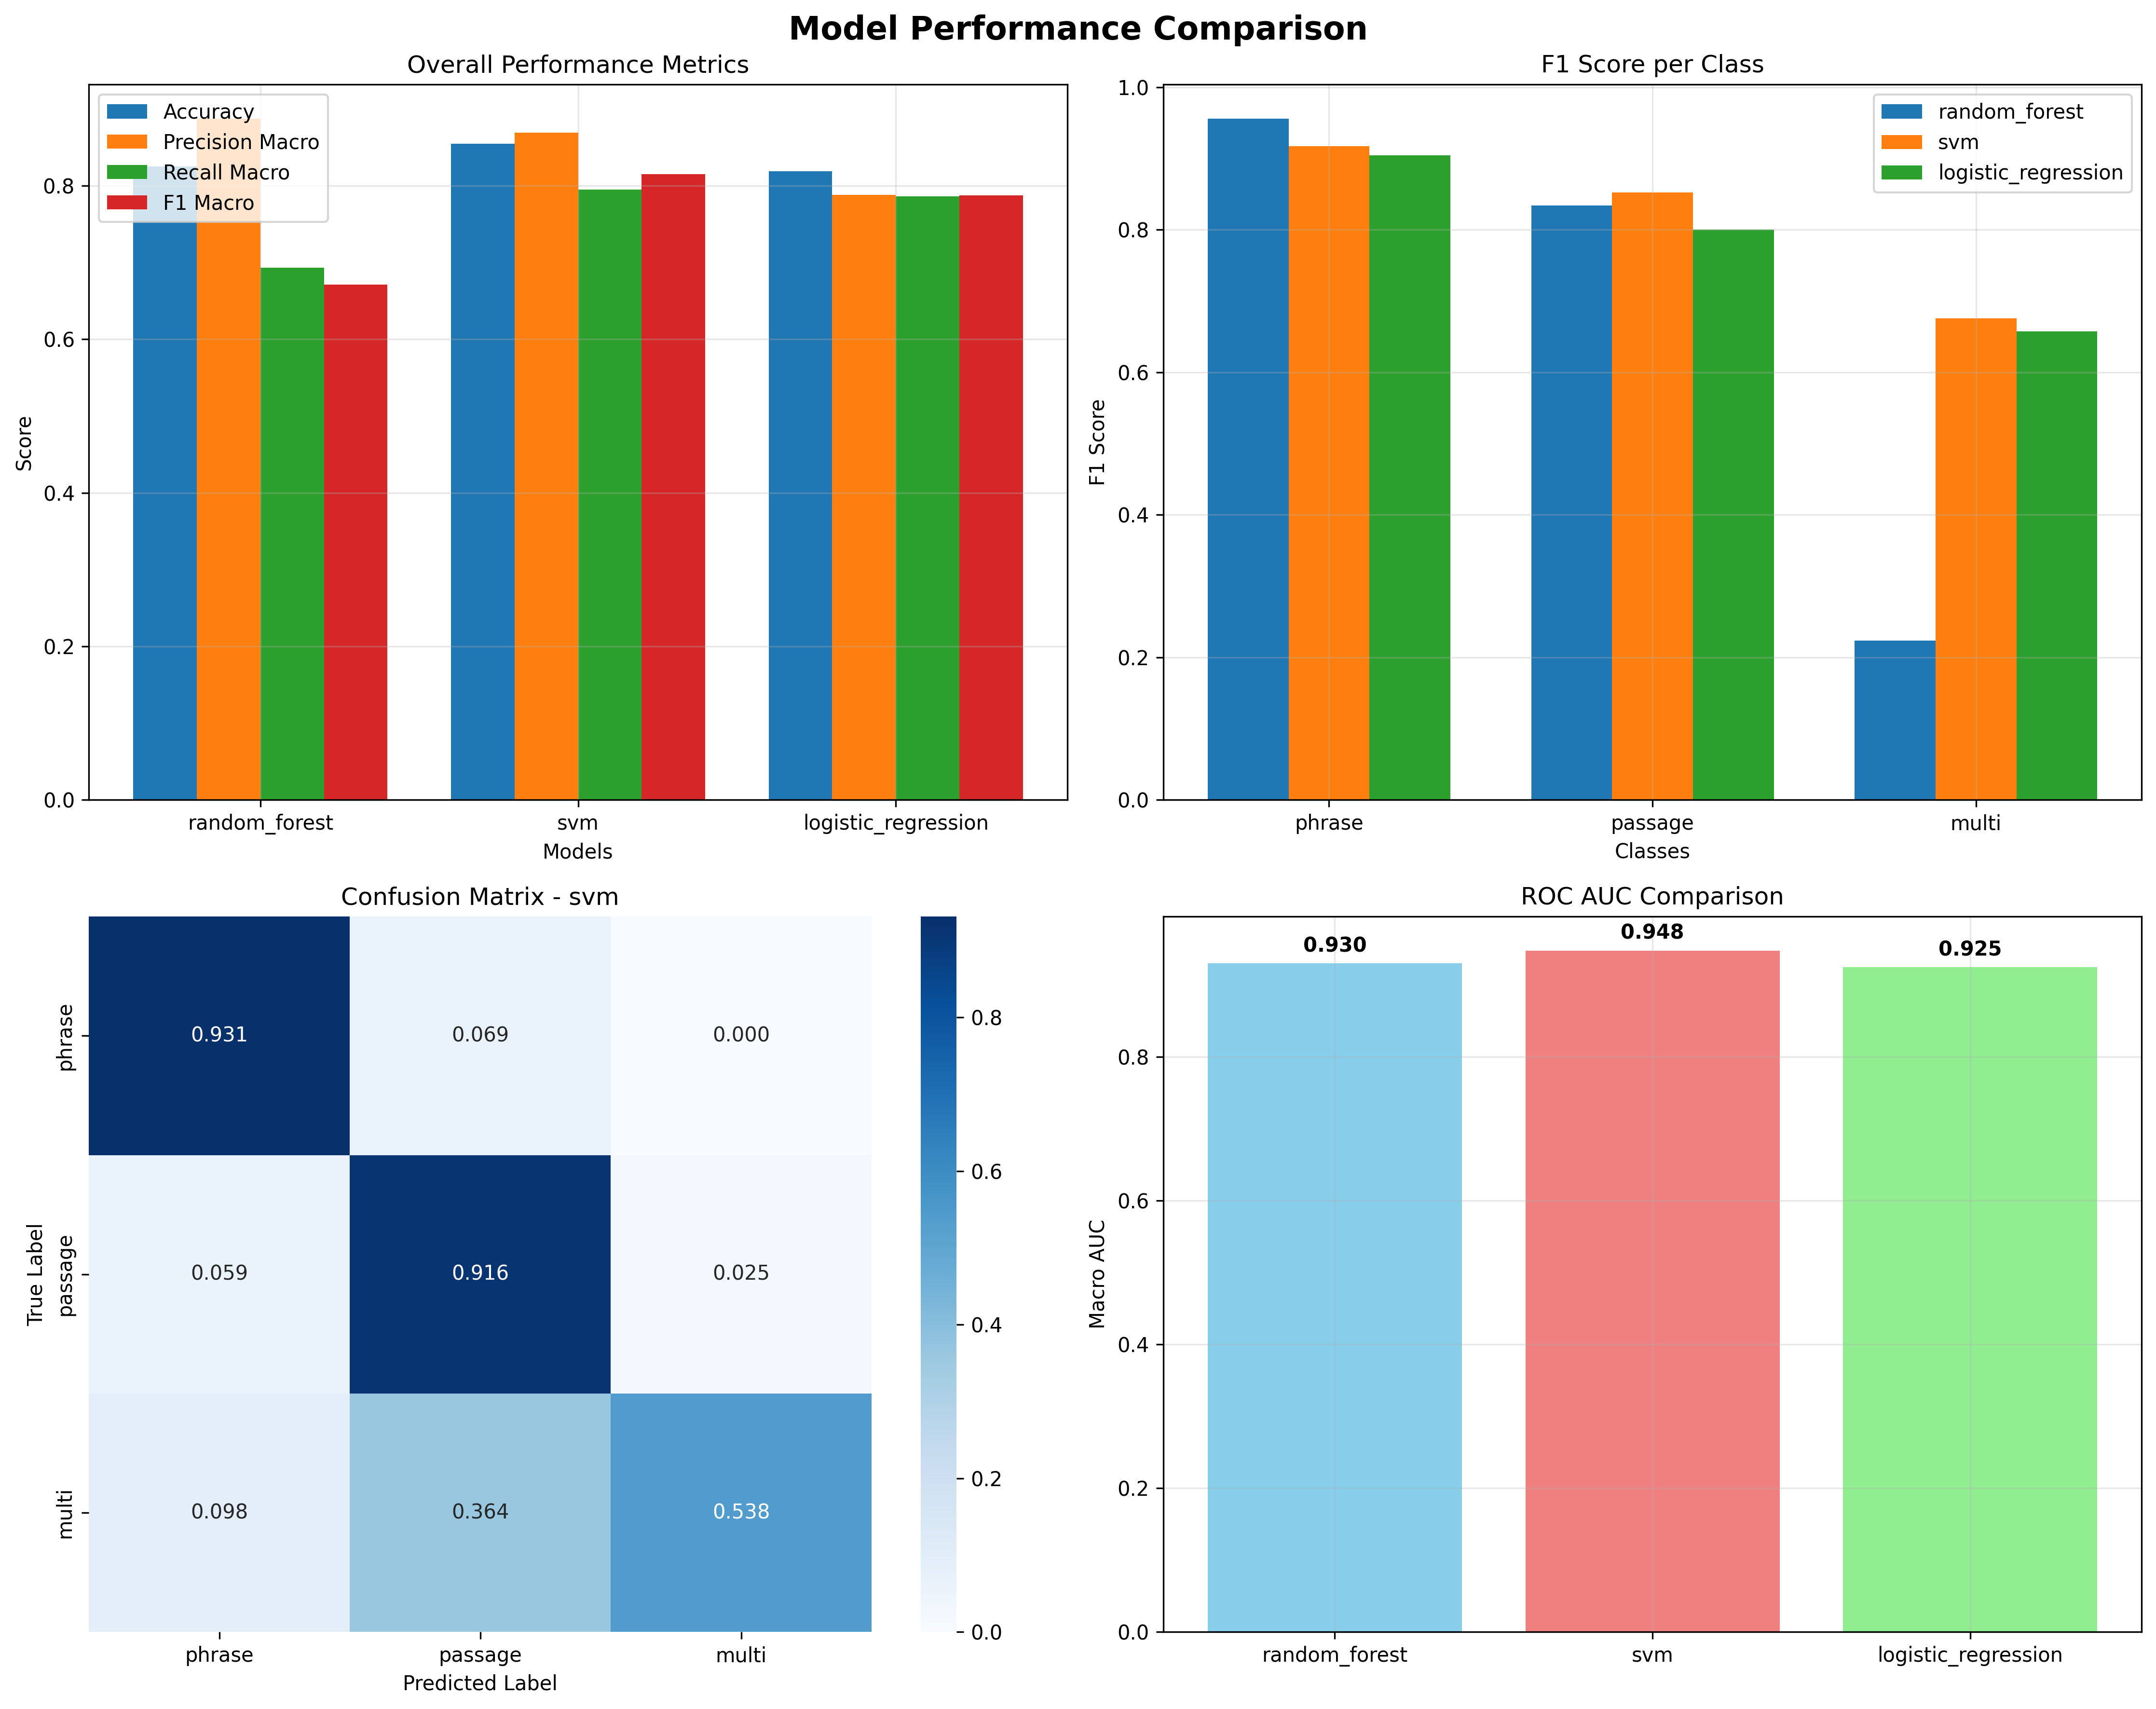 Model Performance Comparison
Overall Performance Metrics
Accuracy
Precision Macro
Recall Macro
F1 Macro
Score
0.8
0.6
0.4
0.2
0.0
random_forest
svm
logistic_regression
Models
F1 Score per Class
random_forest
svm
logistic_regression
F1 Score
1.0
0.8
0.6
0.4
0.2
0.0
phrase
passage
multi
Classes
Confusion Matrix - svm
True Label
phrase
passage
multi
0.931 0.069 0.000
0.059 0.916 0.025
0.098 0.364 0.538
phrase
passage
multi
Predicted Label
0.8
0.6
0.4
0.2
0.0
ROC AUC Comparison
Macro AUC
0.8
0.6
0.4
0.2
0.0
0.930
0.948
0.925
random_forest
svm
logistic_regression